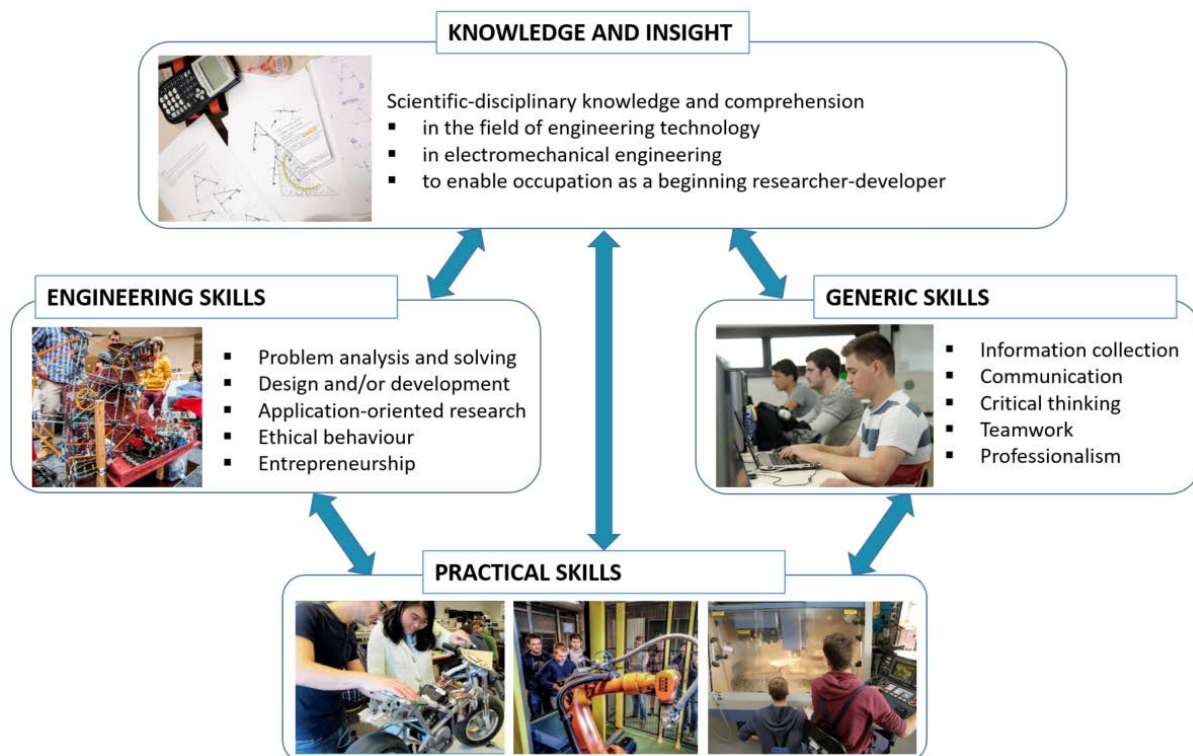 KNOWLEDGE AND INSIGHT
Scientific-disciplinary knowledge and comprehension
▪ in the field of engineering technology
▪ in electromechanical engineering
▪ to enable occupation as a beginning researcher-developer
ENGINEERING SKILLS
▪ Problem analysis and solving
▪ Design and/or development
▪ Application-oriented research
▪ Ethical behaviour
▪ Entrepreneurship
GENERIC SKILLS
▪ Information collection
▪ Communication
▪ Critical thinking
▪ Teamwork
▪ Professionalism
PRACTICAL SKILLS